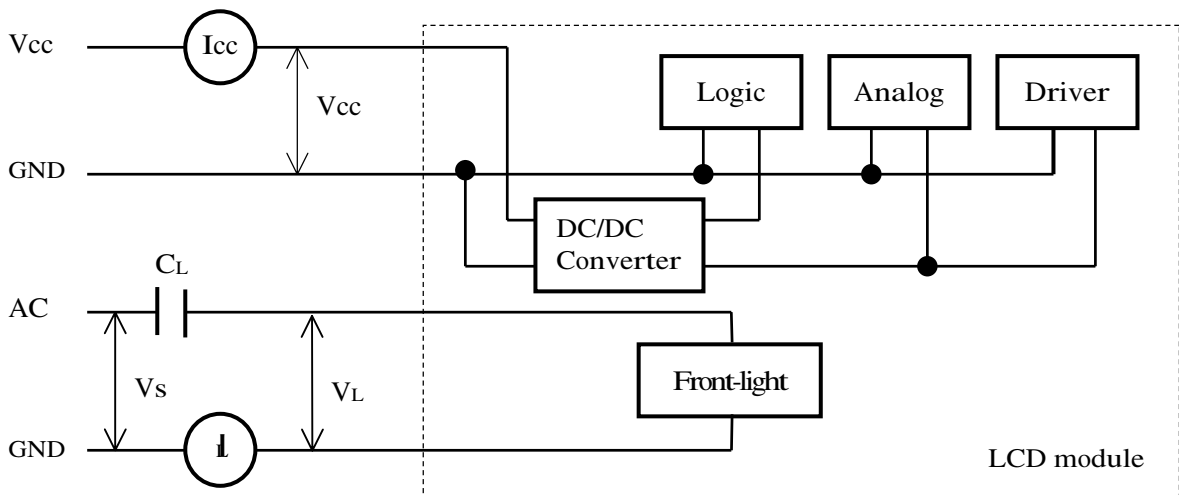 Vcc
Icc
Vcc
GND
Logic
Analog
Driver
DC/DC
Converter
CL
AC
Vs
VL
Front-light
GND
LCD module